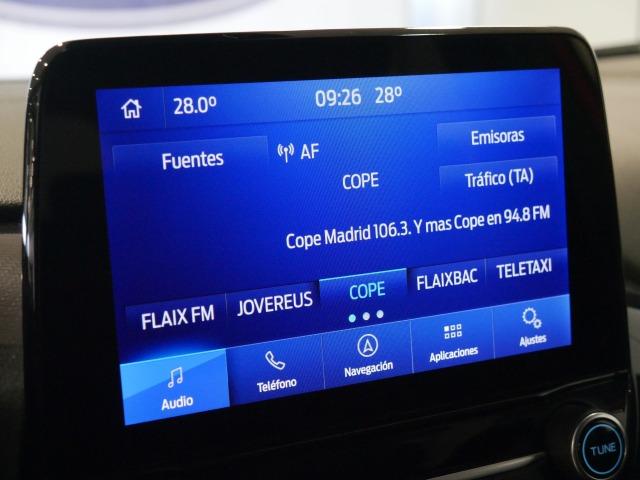 28.0º 09:26 28º
Fuentes AF Emisoras
COPE Tráfico (TA)
Cope Madrid 106.3. Y mas Cope en 94.8 FM
FLAIX FM JOVEREUS COPE FLAIXBAC TELETAXI
Audio Teléfono Navegación Aplicaciones Ajustes
TUNE